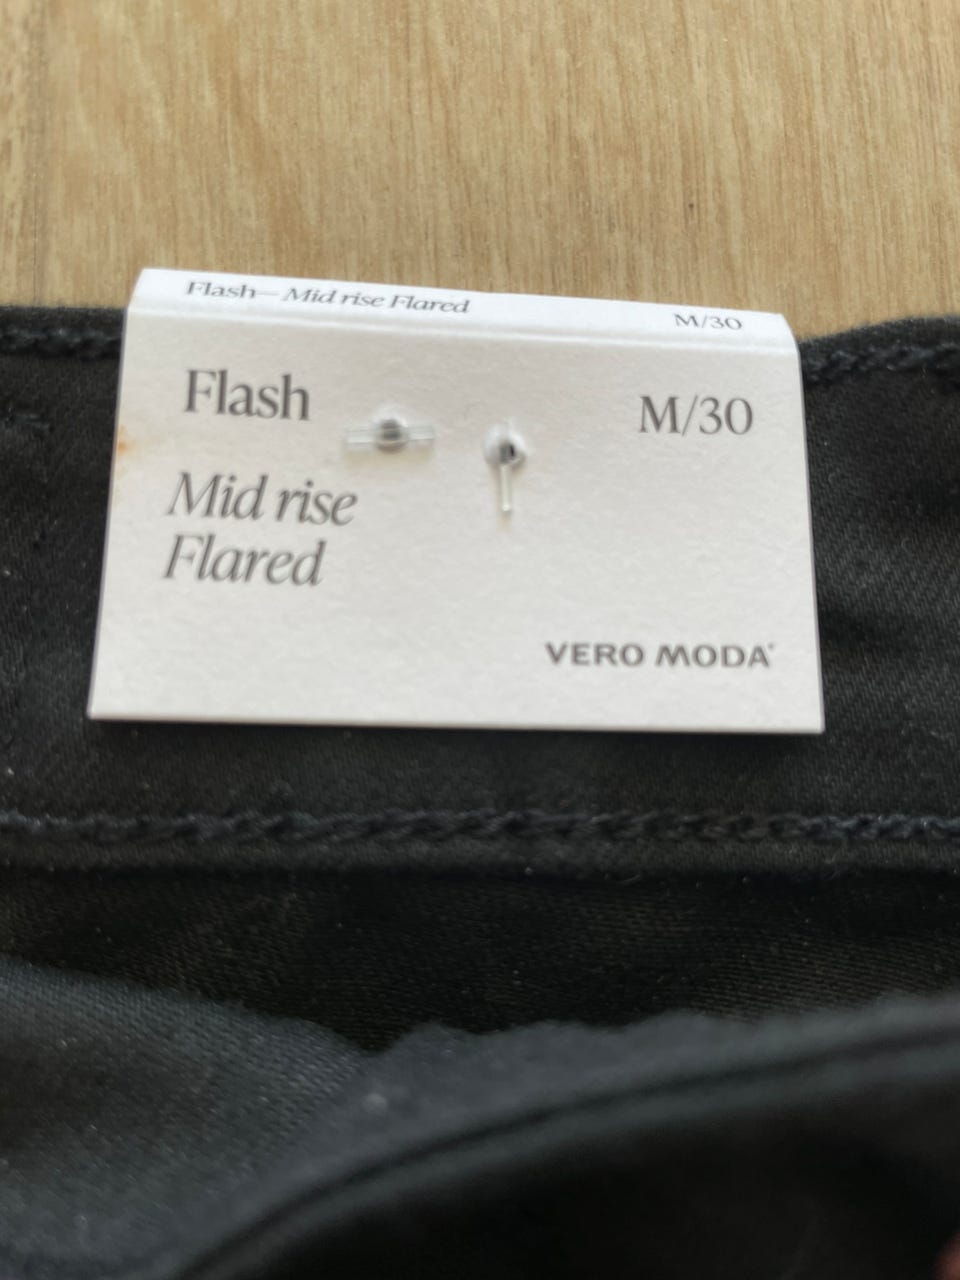 Flash— Mid rise Flared M/30
Flash M/30
Mid rise
Flared
VERO MODA